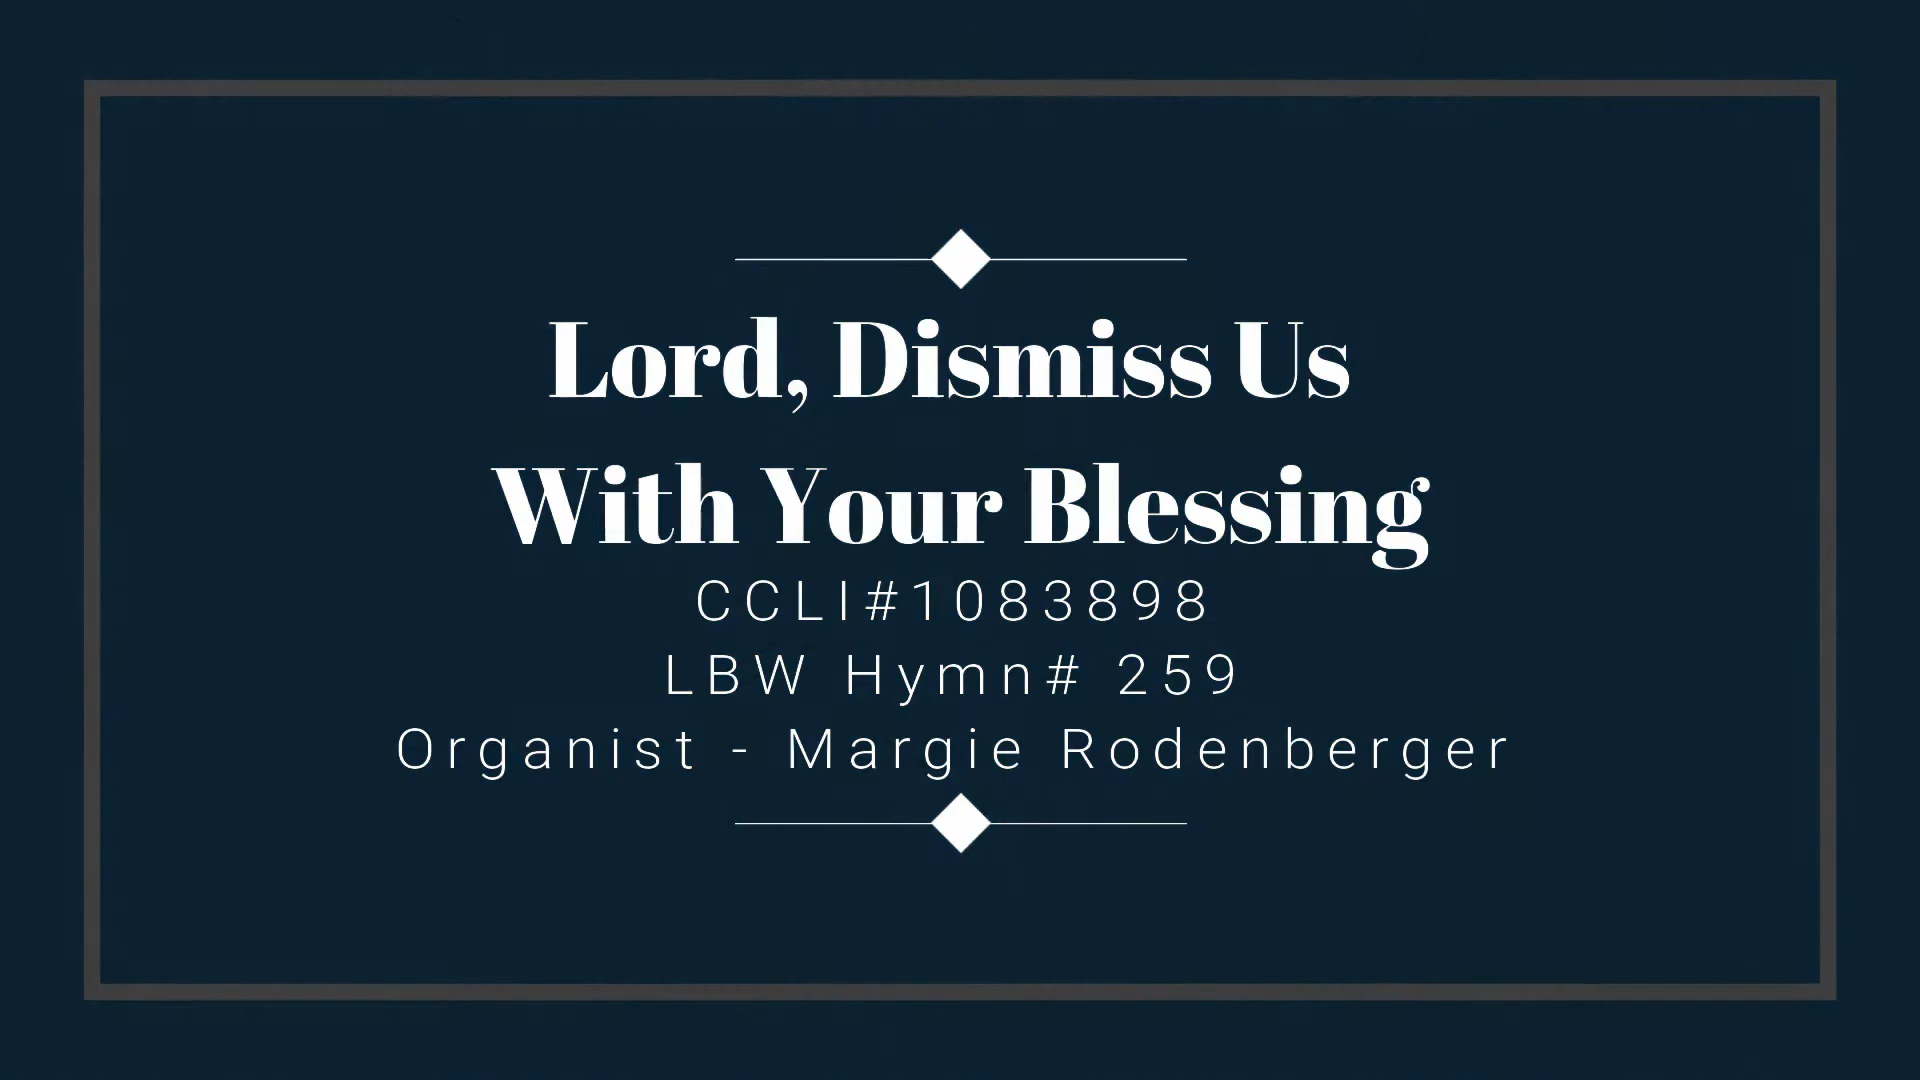 Lord, Dismiss Us
With Your Blessing
CCLI#1083898
LBW Hymn# 259
Organist - Margie Rodenberger